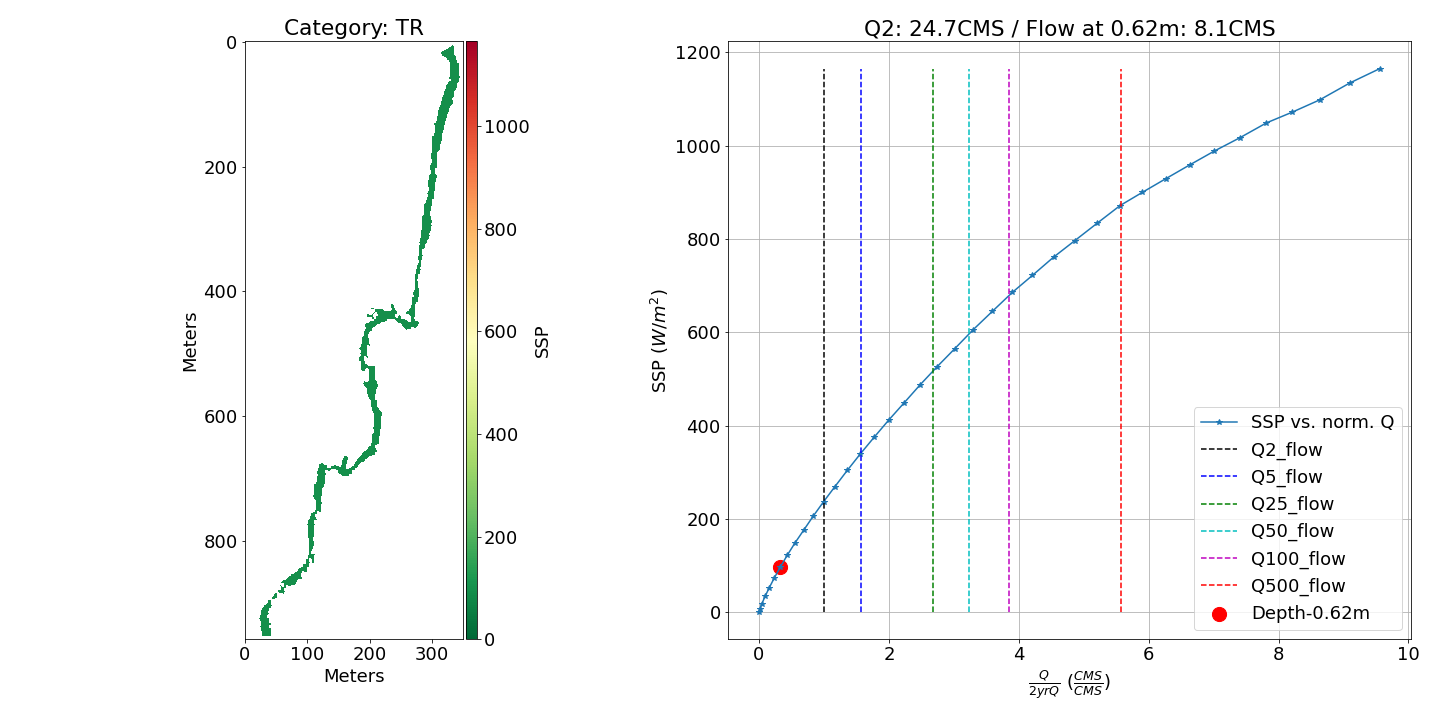 Category: TR
0
200
400
600
800
Meters
0
100
200
300
Meters
1000
800
600
400
200
0
SSP
Q2: 24.7CMS / Flow at 0.62m: 8.1CMS
1200
1000
800
600
400
200
0
SSP (W/m²)
0
2
4
6
8
10
Q/2yrQ (CMS/CMS)
SSP vs. norm. Q
Q2_flow
Q5_flow
Q25_flow
Q50_flow
Q100_flow
Q500_flow
Depth-0.62m